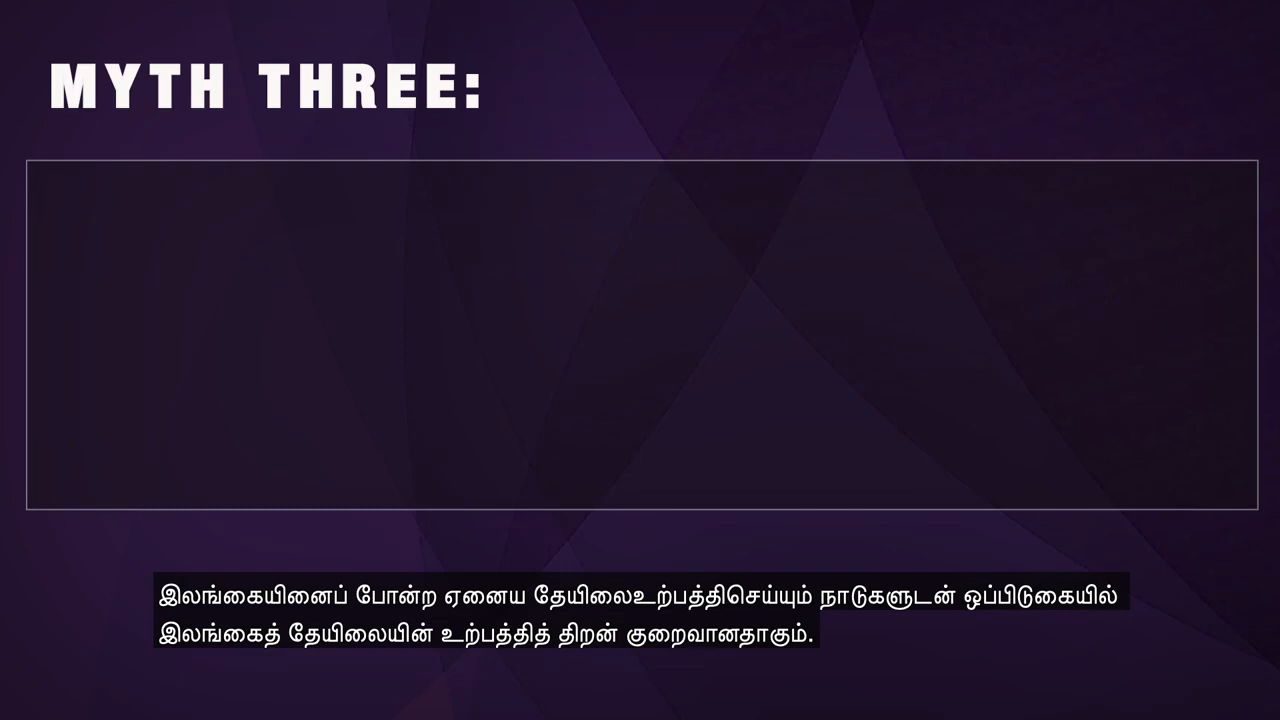 MYTH THREE:
இலங்கையினைப் போன்ற ஏனைய தேயிலைஉற்பத்திசெய்யும் நாடுகளுடன் ஒப்பிடுகையில்
இலங்கைத் தேயிலையின் உற்பத்தித் திறன் குறைவானதாகும்.